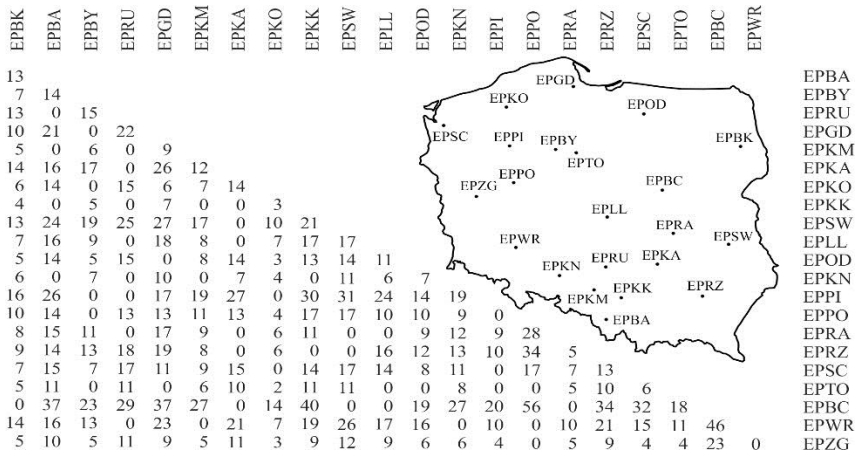 EPBK EPBA EPBY EPRU EPGD EPKM EPKA EPKO EPKK EPSW EPLL EPOD EPKN EPPI EPPO EPRA EPRZ EPSC EPTO EPBC EPWR
13 EPBA
7 14 EPBY
13 0 15 EPRU
10 21 0 22 EPGD
5 0 6 0 9 EPKM
14 16 17 0 26 12 EPKA
6 14 0 15 6 7 14 EPKO
4 0 5 0 7 0 0 3 EPKK
13 24 19 25 27 17 0 10 21 EPSW
7 16 9 0 18 8 0 7 17 17 EPLL
5 14 5 15 0 8 14 3 13 14 11 EPOD
6 0 7 0 10 0 7 4 0 11 6 7 EPKN
16 26 0 0 17 19 27 0 30 31 24 14 19 EPPI
10 14 0 13 13 11 13 4 17 17 10 10 9 0 EPPO
8 15 11 0 17 9 0 6 11 0 0 9 12 9 28 EPRA
9 14 13 18 19 8 0 6 0 0 16 12 13 10 34 5 EPRZ
7 15 7 17 11 9 15 0 14 17 14 8 11 0 17 7 13 EPSC
5 11 0 11 0 6 10 2 11 11 0 0 8 0 0 5 10 6 EPTO
0 37 23 29 37 27 0 14 40 0 0 19 27 20 56 0 34 32 18 EPBC
14 16 13 0 23 0 21 7 19 26 17 16 0 10 0 10 21 15 11 46 EPWR
5 10 5 11 9 5 11 3 9 12 9 6 6 4 0 5 9 4 4 23 0 EPZG
EPGD
EPKO
EPOD
EPSC
EPPI
EPBY
EPTO
EPBK
EPPO
EPZG
EPBC
EPLL
EPRA
EPWR
EPSW
EPRU
EPKA
EPKN
EPKM
EPKK
EPRZ
EPBA